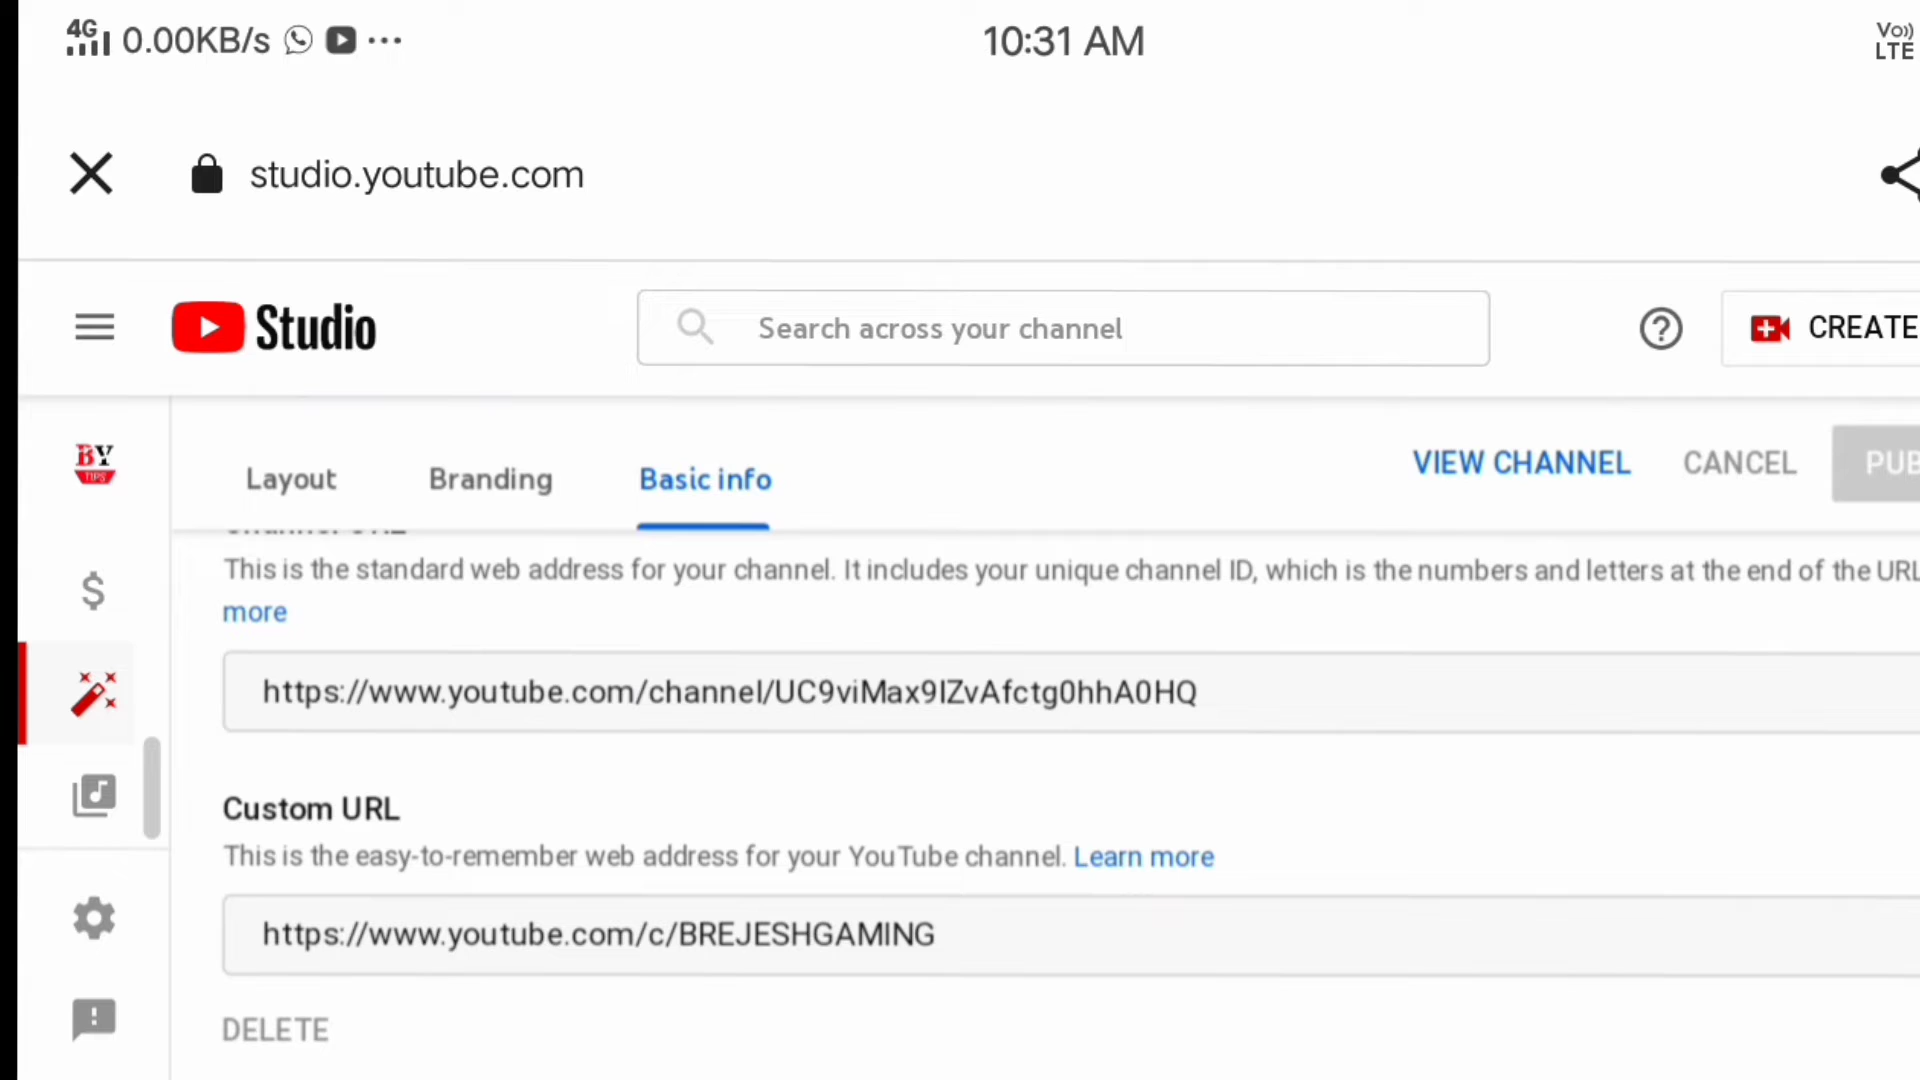 4G 0.00KB/s ... 10:31 AM Vo)) LTE
studio.youtube.com
Studio Search across your channel CREATE
BY TIPS
Layout Branding Basic info VIEW CHANNEL CANCEL PUB
This is the standard web address for your channel. It includes your unique channel ID, which is the numbers and letters at the end of the URL
more
https://www.youtube.com/channel/UC9viMax9lZvAfctg0hhA0HQ
Custom URL
This is the easy-to-remember web address for your YouTube channel. Learn more
https://www.youtube.com/c/BREJESHGAMING
DELETE